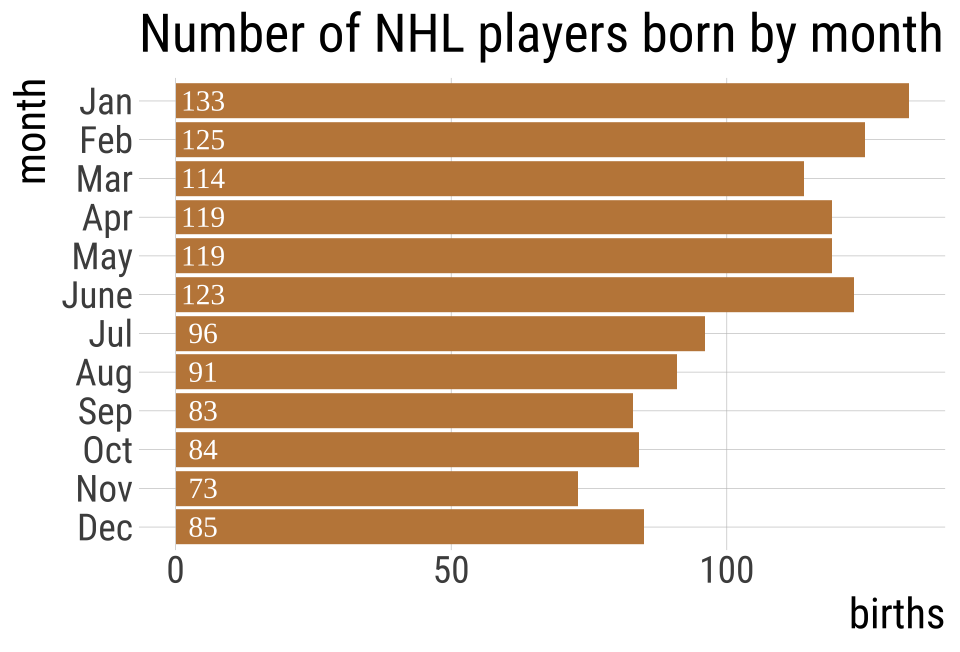 Number of NHL players born by month
month
Jan 133
Feb 125
Mar 114
Apr 119
May 119
June 123
Jul 96
Aug 91
Sep 83
Oct 84
Nov 73
Dec 85
0 50 100
births